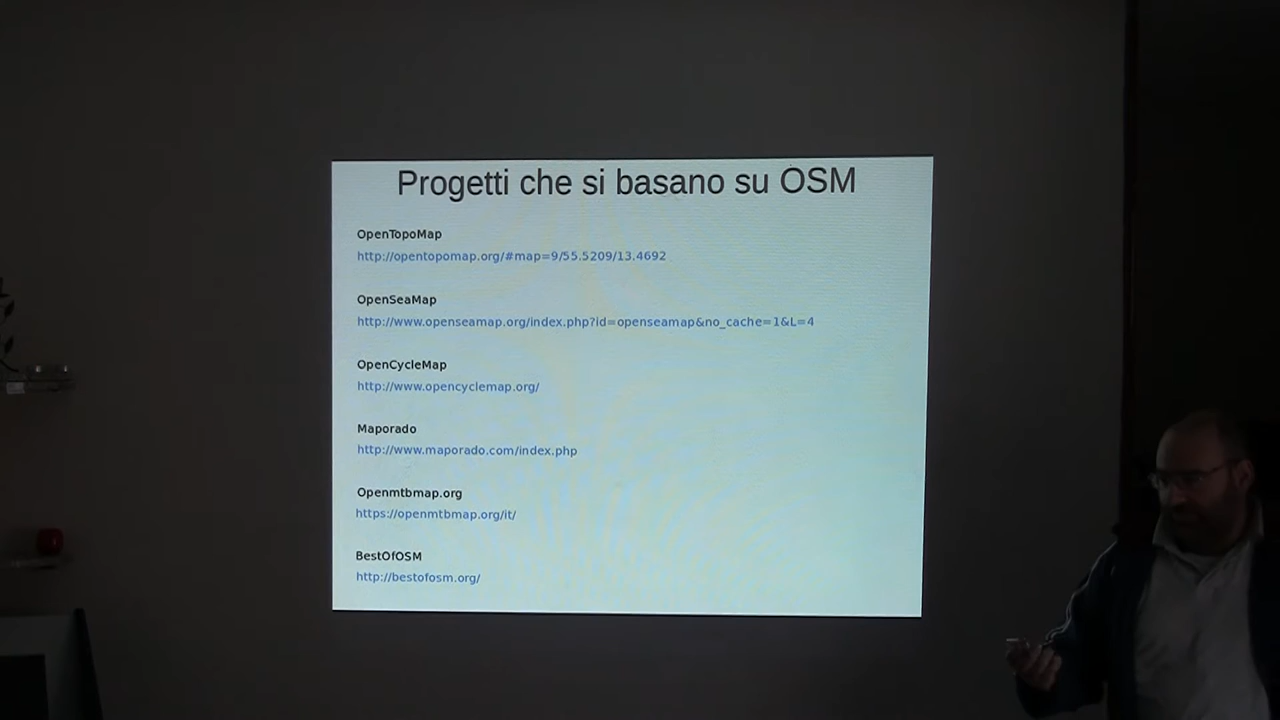 Progetti che si basano su OSM
OpenTopoMap
http://opentopomap.org/#map=9/55.5209/13.4692
OpenSeaMap
http://www.openseamap.org/index.php?id=openseamap&no_cache=1&L=4
OpenCycleMap
http://www.opencyclemap.org/
Maporado
http://www.maporado.com/index.php
Openmtbmap.org
https://openmtbmap.org/it/
BestOfOSM
http://bestofosm.org/